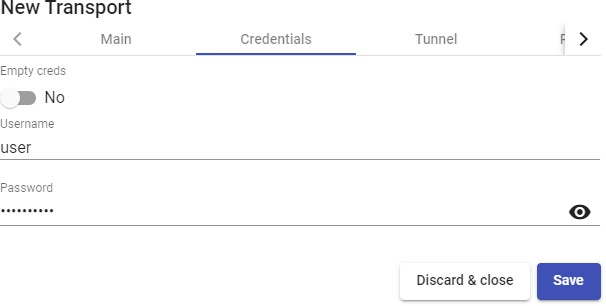 New Transport
Main Credentials Tunnel
Empty creds
No
Username
user
Password
••••••••••
Discard & close Save